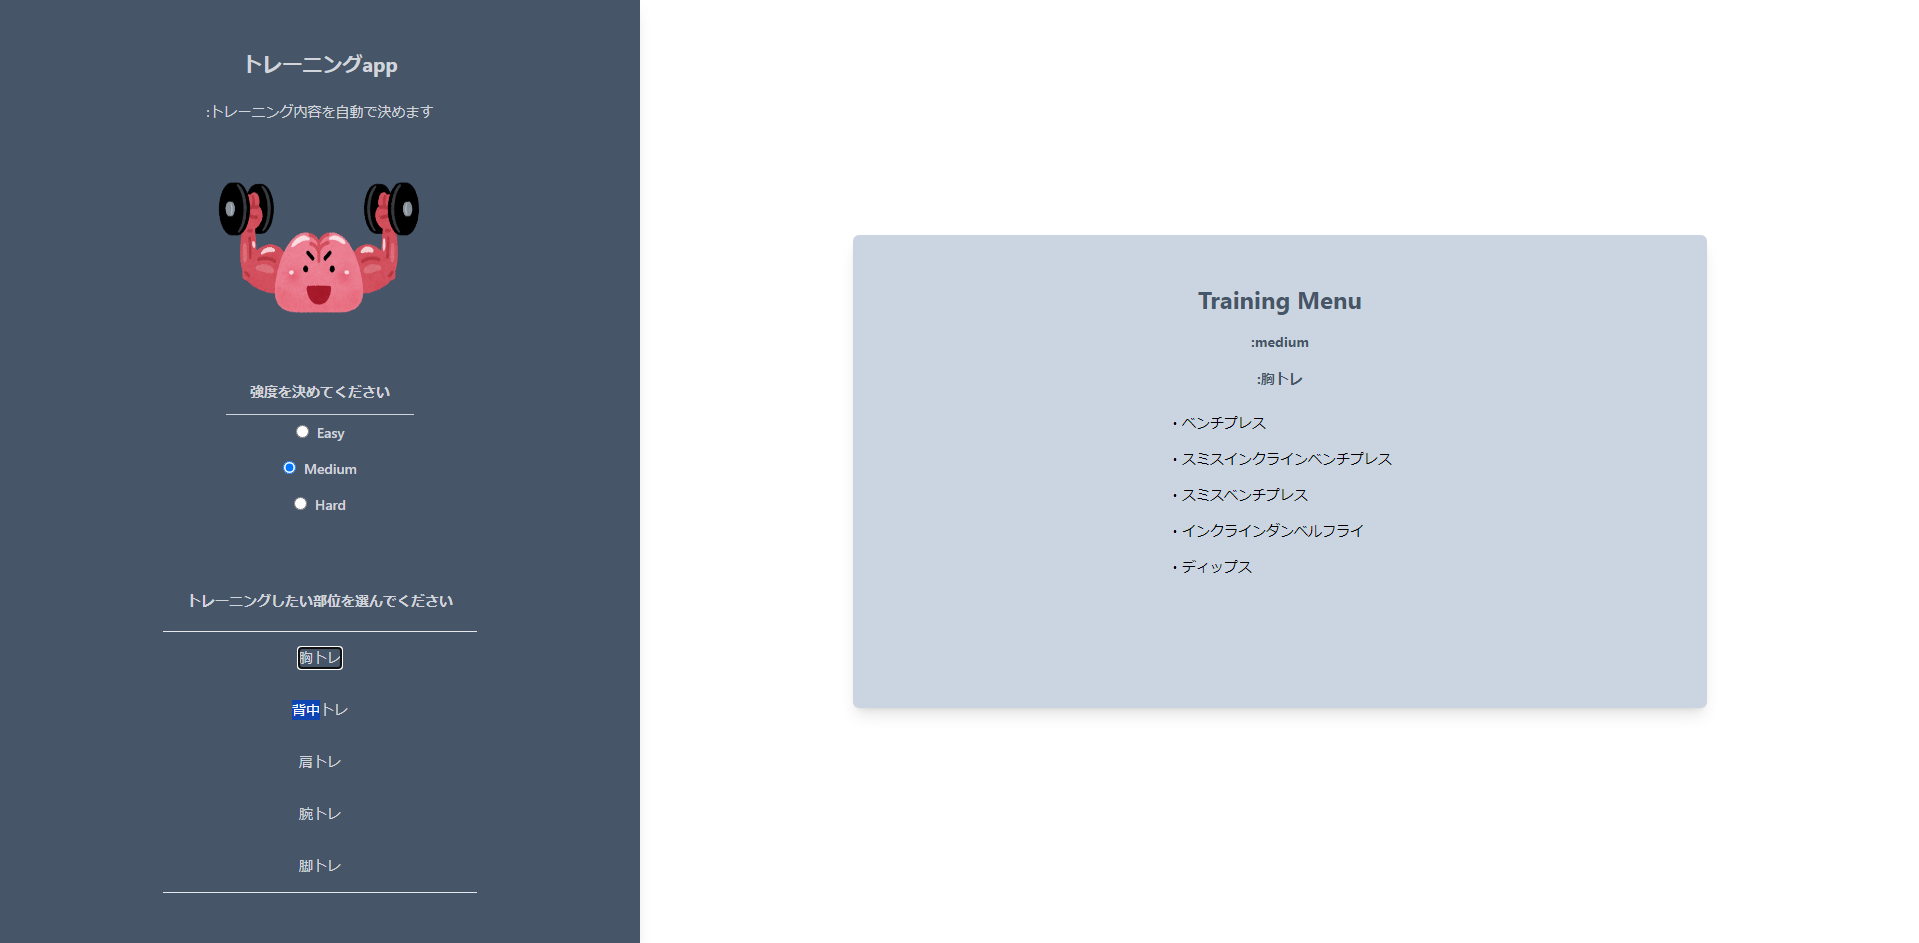 トレーニングapp
:トレーニング内容を自動で決めます
強度を決めてください
Easy
Medium
Hard
トレーニングしたい部位を選んでください
胸トレ
背中トレ
肩トレ
腕トレ
脚トレ
Training Menu
:medium
:胸トレ
・ベンチプレス
・スミスインクラインベンチプレス
・スミスベンチプレス
・インクラインダンベルフライ
・ディップス